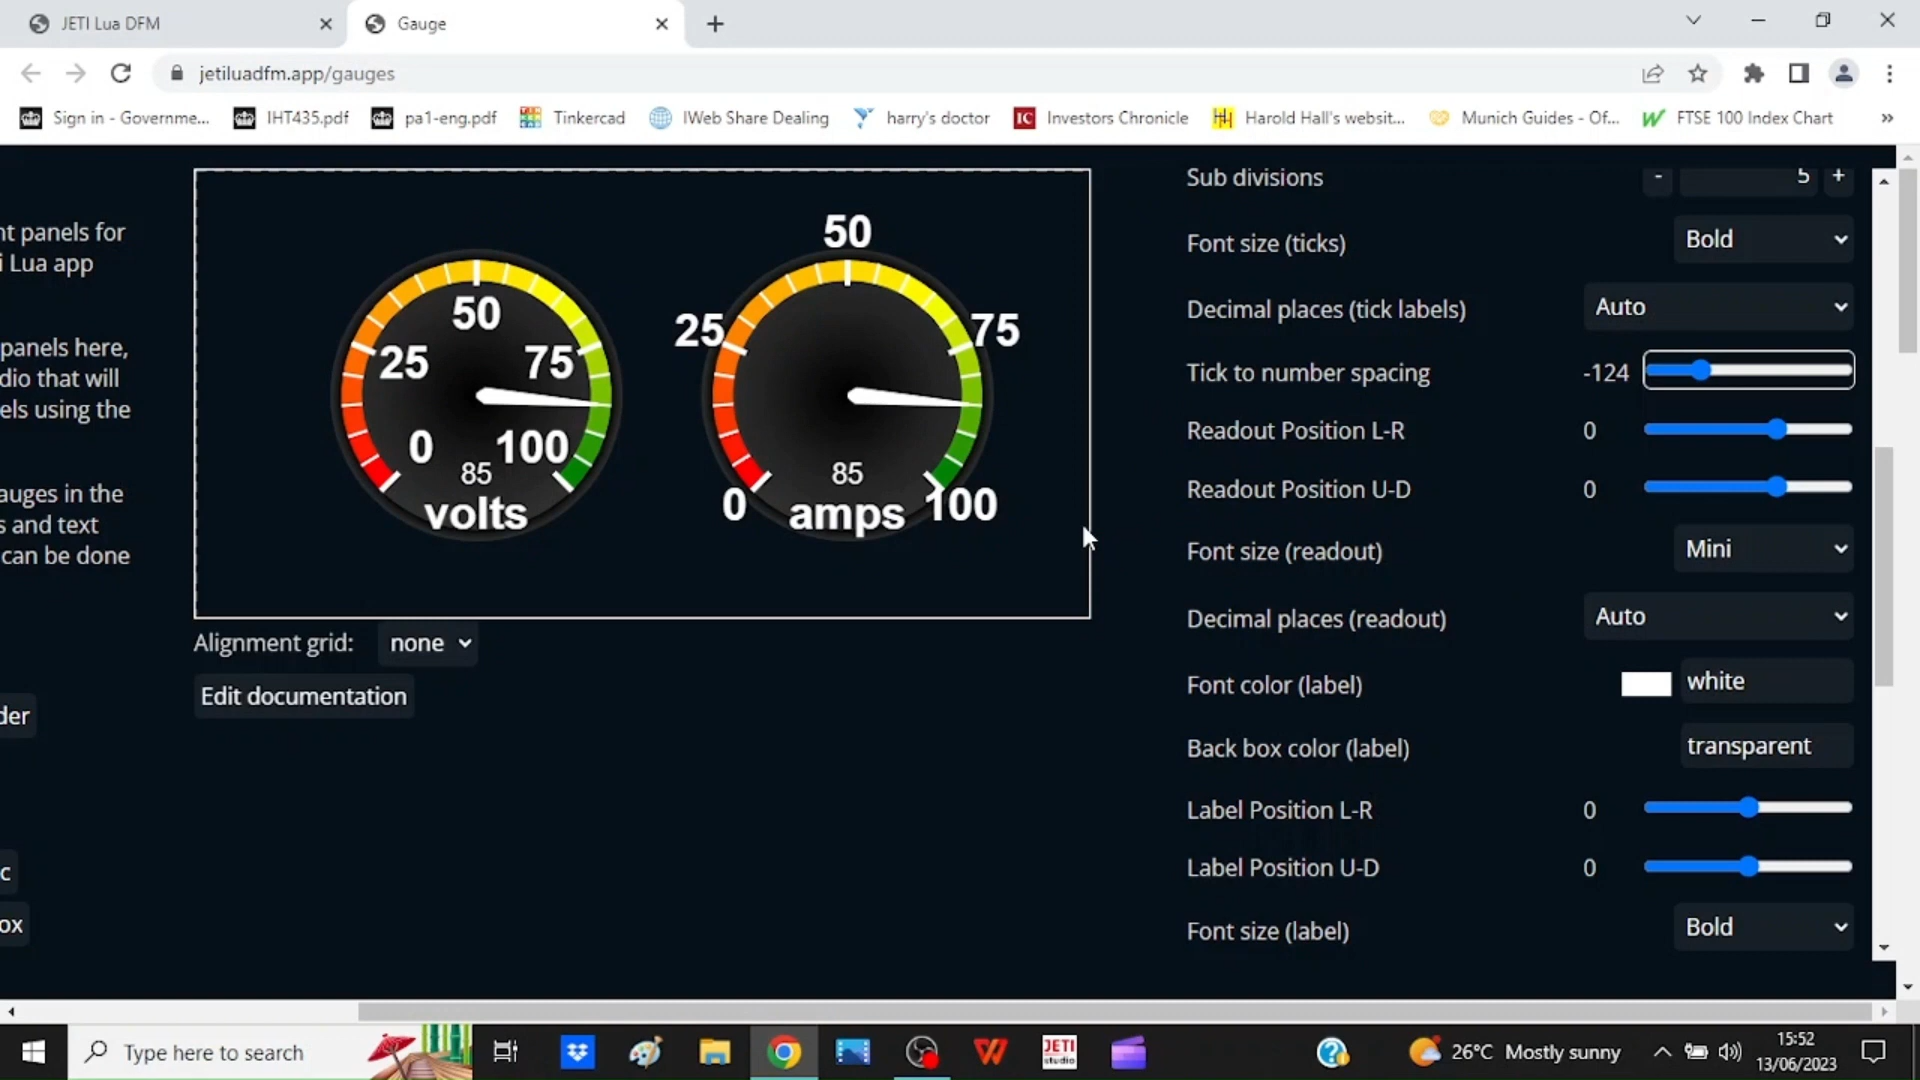 JETI Lua DFM
Gauge
jetiluadfm.app/gauges
Sign in - Governme...
IHT435.pdf
pa1-eng.pdf
Tinkercad
IWeb Share Dealing
harry's doctor
IC
Investors Chronicle
Harold Hall's websit...
Munich Guides - Of...
FTSE 100 Index Chart
»
nt panels for
i Lua app
panels here,
dio that will
els using the
auges in the
s and text
can be done
der
c
ox
50
25
75
0
100
85
volts
50
25
75
0
100
85
amps
Alignment grid:
none
Edit documentation
Sub divisions
-
5
+
Font size (ticks)
Bold
Decimal places (tick labels)
Auto
Tick to number spacing
-124
Readout Position L-R
0
Readout Position U-D
0
Font size (readout)
Mini
Decimal places (readout)
Auto
Font color (label)
white
Back box color (label)
transparent
Label Position L-R
0
Label Position U-D
0
Font size (label)
Bold
Type here to search
JETI
studio
26°C Mostly sunny
15:52
13/06/2023